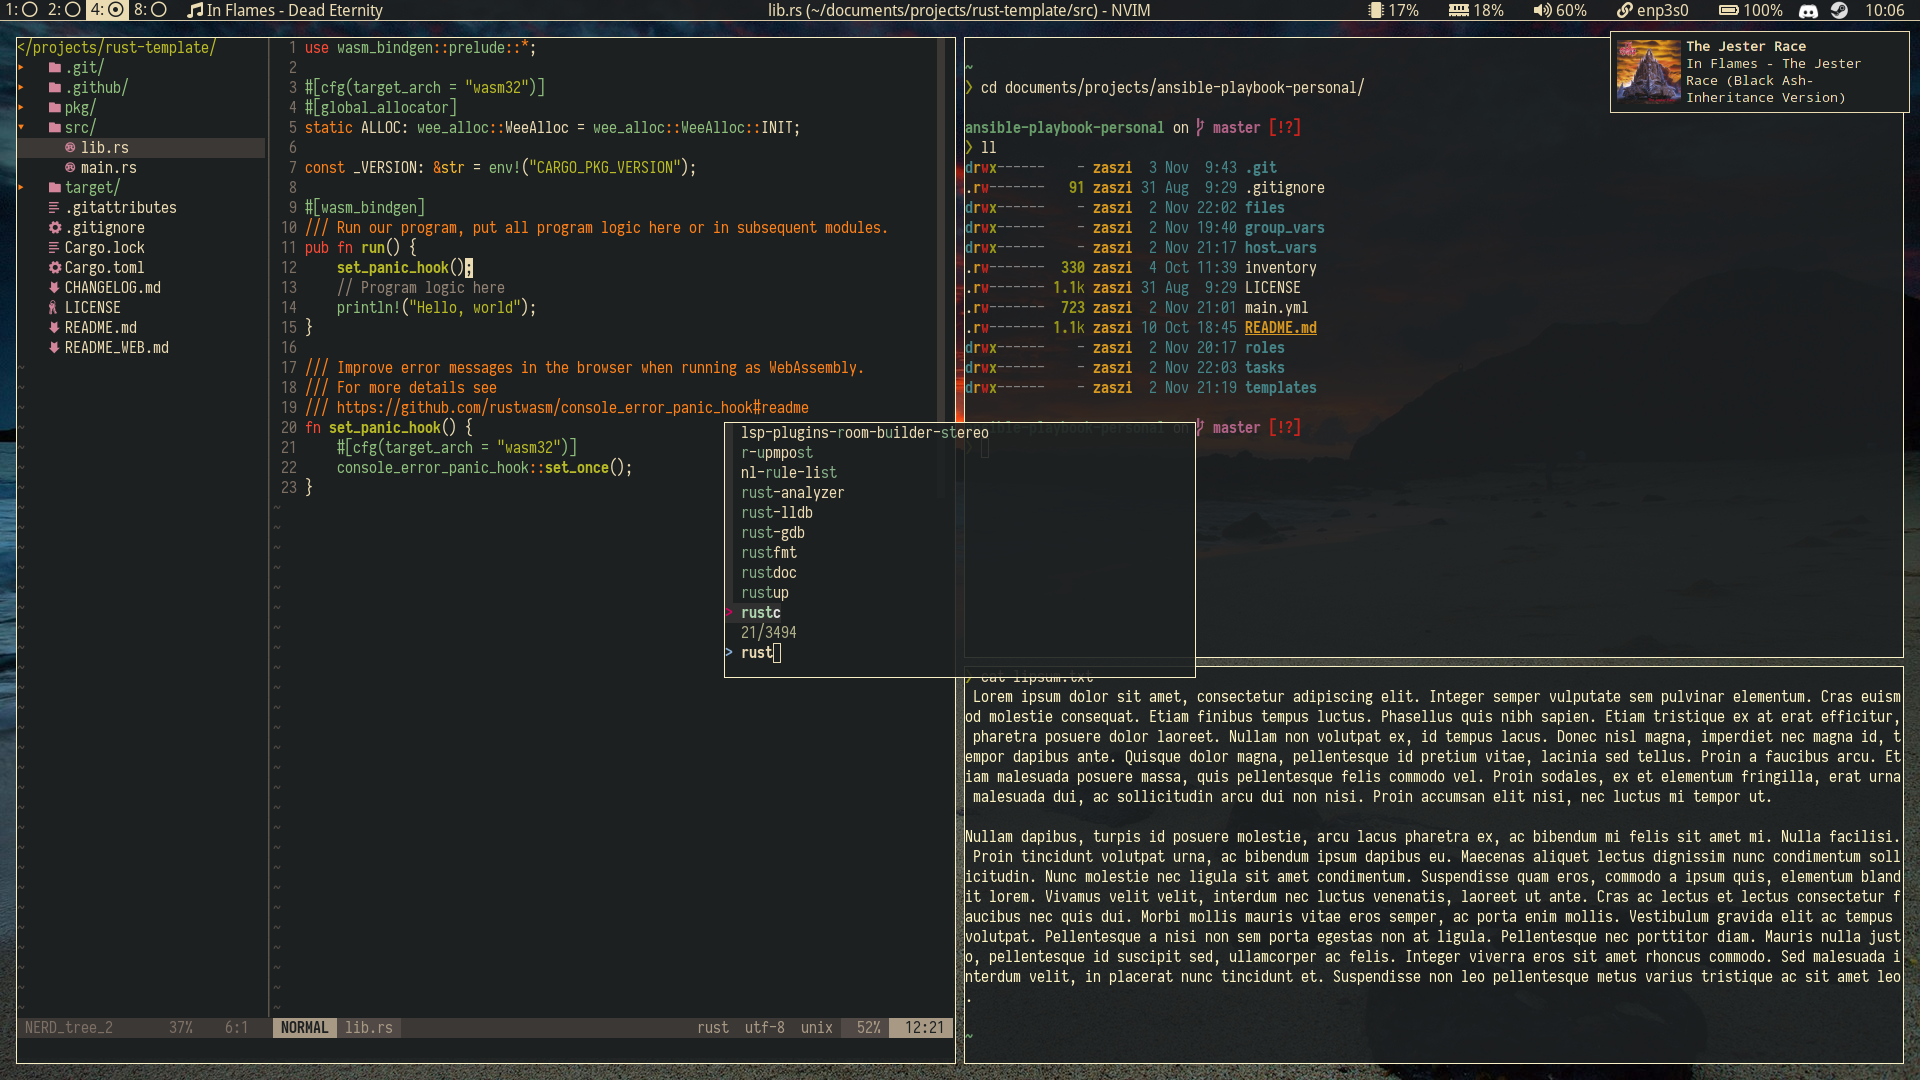 1: 2: 4: 8: In Flames - Dead Eternity
lib.rs (~/documents/projects/rust-template/src) - NVIM
17% 18% 60% enp3s0 100% 10:06
</projects/rust-template/
.git/
.github/
pkg/
src/
lib.rs
main.rs
target/
.gitattributes
.gitignore
Cargo.lock
Cargo.toml
CHANGELOG.md
LICENSE
README.md
README_WEB.md
NERD_tree_2 37% 6:1
1 use wasm_bindgen::prelude::*;
2
3 #[cfg(target_arch = "wasm32")]
4 #[global_allocator]
5 static ALLOC: wee_alloc::WeeAlloc = wee_alloc::WeeAlloc::INIT;
6
7 const _VERSION: &str = env!("CARGO_PKG_VERSION");
8
9 #[wasm_bindgen]
10 /// Run our program, put all program logic here or in subsequent modules.
11 pub fn run() {
12 set_panic_hook();
13 // Program logic here
14 println!("Hello, world");
15 }
16
17 /// Improve error messages in the browser when running as WebAssembly.
18 /// For more details see
19 /// https://github.com/rustwasm/console_error_panic_hook#readme
20 fn set_panic_hook() {
21 #[cfg(target_arch = "wasm32")]
22 console_error_panic_hook::set_once();
23 }
NORMAL lib.rs rust utf-8 unix 52% 12:21
~
❯ cd documents/projects/ansible-playbook-personal/
ansible-playbook-personal on master [!?]
❯ ll
drwx------ - zaszi 3 Nov 9:43 .git
.rw------- 91 zaszi 31 Aug 9:29 .gitignore
drwx------ - zaszi 2 Nov 22:02 files
drwx------ - zaszi 2 Nov 19:40 group_vars
drwx------ - zaszi 2 Nov 21:17 host_vars
.rw------- 330 zaszi 4 Oct 11:39 inventory
.rw------- 1.1k zaszi 31 Aug 9:29 LICENSE
.rw------- 723 zaszi 2 Nov 21:01 main.yml
.rw------- 1.1k zaszi 10 Oct 18:45 README.md
drwx------ - zaszi 2 Nov 20:17 roles
drwx------ - zaszi 2 Nov 22:03 tasks
drwx------ - zaszi 2 Nov 21:19 templates
ible-playbook-personal on master [!?]
The Jester Race
In Flames - The Jester
Race (Black Ash-
Inheritance Version)
lsp-plugins-room-builder-stereo
r-upmpost
nl-rule-list
rust-analyzer
rust-lldb
rust-gdb
rustfmt
rustdoc
rustup
> rustc
21/3494
> rust
❯ cat lipsum.txt
Lorem ipsum dolor sit amet, consectetur adipiscing elit. Integer semper vulputate sem pulvinar elementum. Cras euism
od molestie consequat. Etiam finibus tempus luctus. Phasellus quis nibh sapien. Etiam tristique ex at erat efficitur,
pharetra posuere dolor laoreet. Nullam non volutpat ex, id tempus lacus. Donec nisl magna, imperdiet nec magna id, t
empor dapibus ante. Quisque dolor magna, pellentesque id pretium vitae, lacinia sed tellus. Proin a faucibus arcu. Et
iam malesuada posuere massa, quis pellentesque felis commodo vel. Proin sodales, ex et elementum fringilla, erat urna
malesuada dui, ac sollicitudin arcu dui non nisi. Proin accumsan elit nisi, nec luctus mi tempor ut.
Nullam dapibus, turpis id posuere molestie, arcu lacus pharetra ex, ac bibendum mi felis sit amet mi. Nulla facilisi.
Proin tincidunt volutpat urna, ac bibendum ipsum dapibus eu. Maecenas aliquet lectus dignissim nunc condimentum soll
icitudin. Nunc molestie nec ligula sit amet condimentum. Suspendisse quam eros, commodo a ipsum quis, elementum bland
it lorem. Vivamus velit velit, interdum nec luctus venenatis, laoreet ut ante. Cras ac lectus et lectus consectetur f
aucibus nec quis dui. Morbi mollis mauris vitae eros semper, ac porta enim mollis. Vestibulum gravida elit ac tempus
volutpat. Pellentesque a nisi non sem porta egestas non at ligula. Pellentesque nec porttitor diam. Mauris nulla just
o, pellentesque id suscipit sed, ullamcorper ac felis. Integer viverra eros sit amet rhoncus commodo. Sed malesuada i
nterdum velit, in placerat nunc tincidunt et. Suspendisse non leo pellentesque metus varius tristique ac sit amet leo
.
~